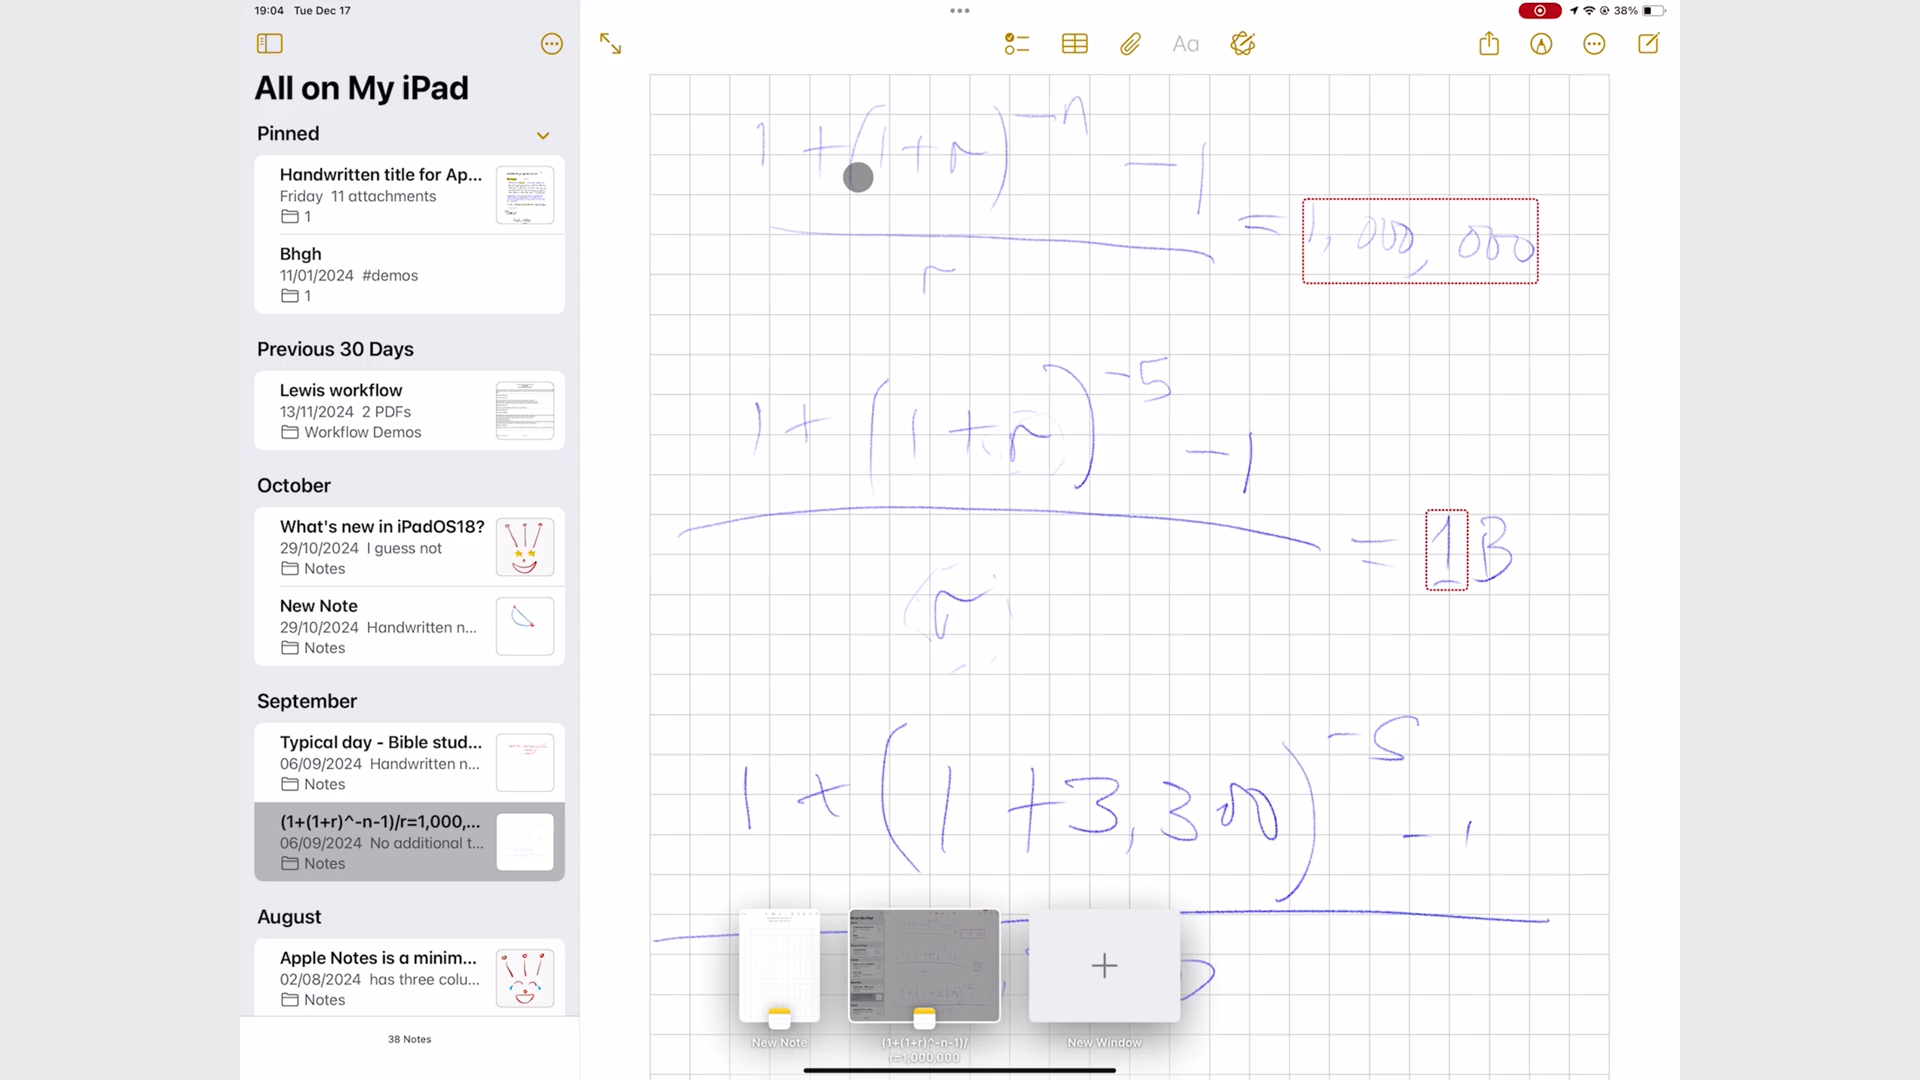 19:04 Tue Dec 17
38%
All on My iPad
Pinned
Handwritten title for Ap...
Friday 11 attachments
1
Bhgh
11/01/2024 #demos
1
Previous 30 Days
Lewis workflow
13/11/2024 2 PDFs
Workflow Demos
October
What's new in iPadOS18?
29/10/2024 I guess not
Notes
New Note
29/10/2024 Handwritten n...
Notes
September
Typical day - Bible stud...
06/09/2024 Handwritten n...
Notes
(1+(1+r)^-n-1)/r=1,000,...
06/09/2024 No additional t...
Notes
August
Apple Notes is a minim...
02/08/2024 has three colu...
Notes
38 Notes
Aa
1 + (1 + r)^-n - 1
r
= 1,000,000
1 + (1 + r)^-5 - 1
r
= 1 B
1 + (1 + 3,300)^-5 - 1
New Note
(1+(1+r)^-n-1)/
r=1,000,000
New Window